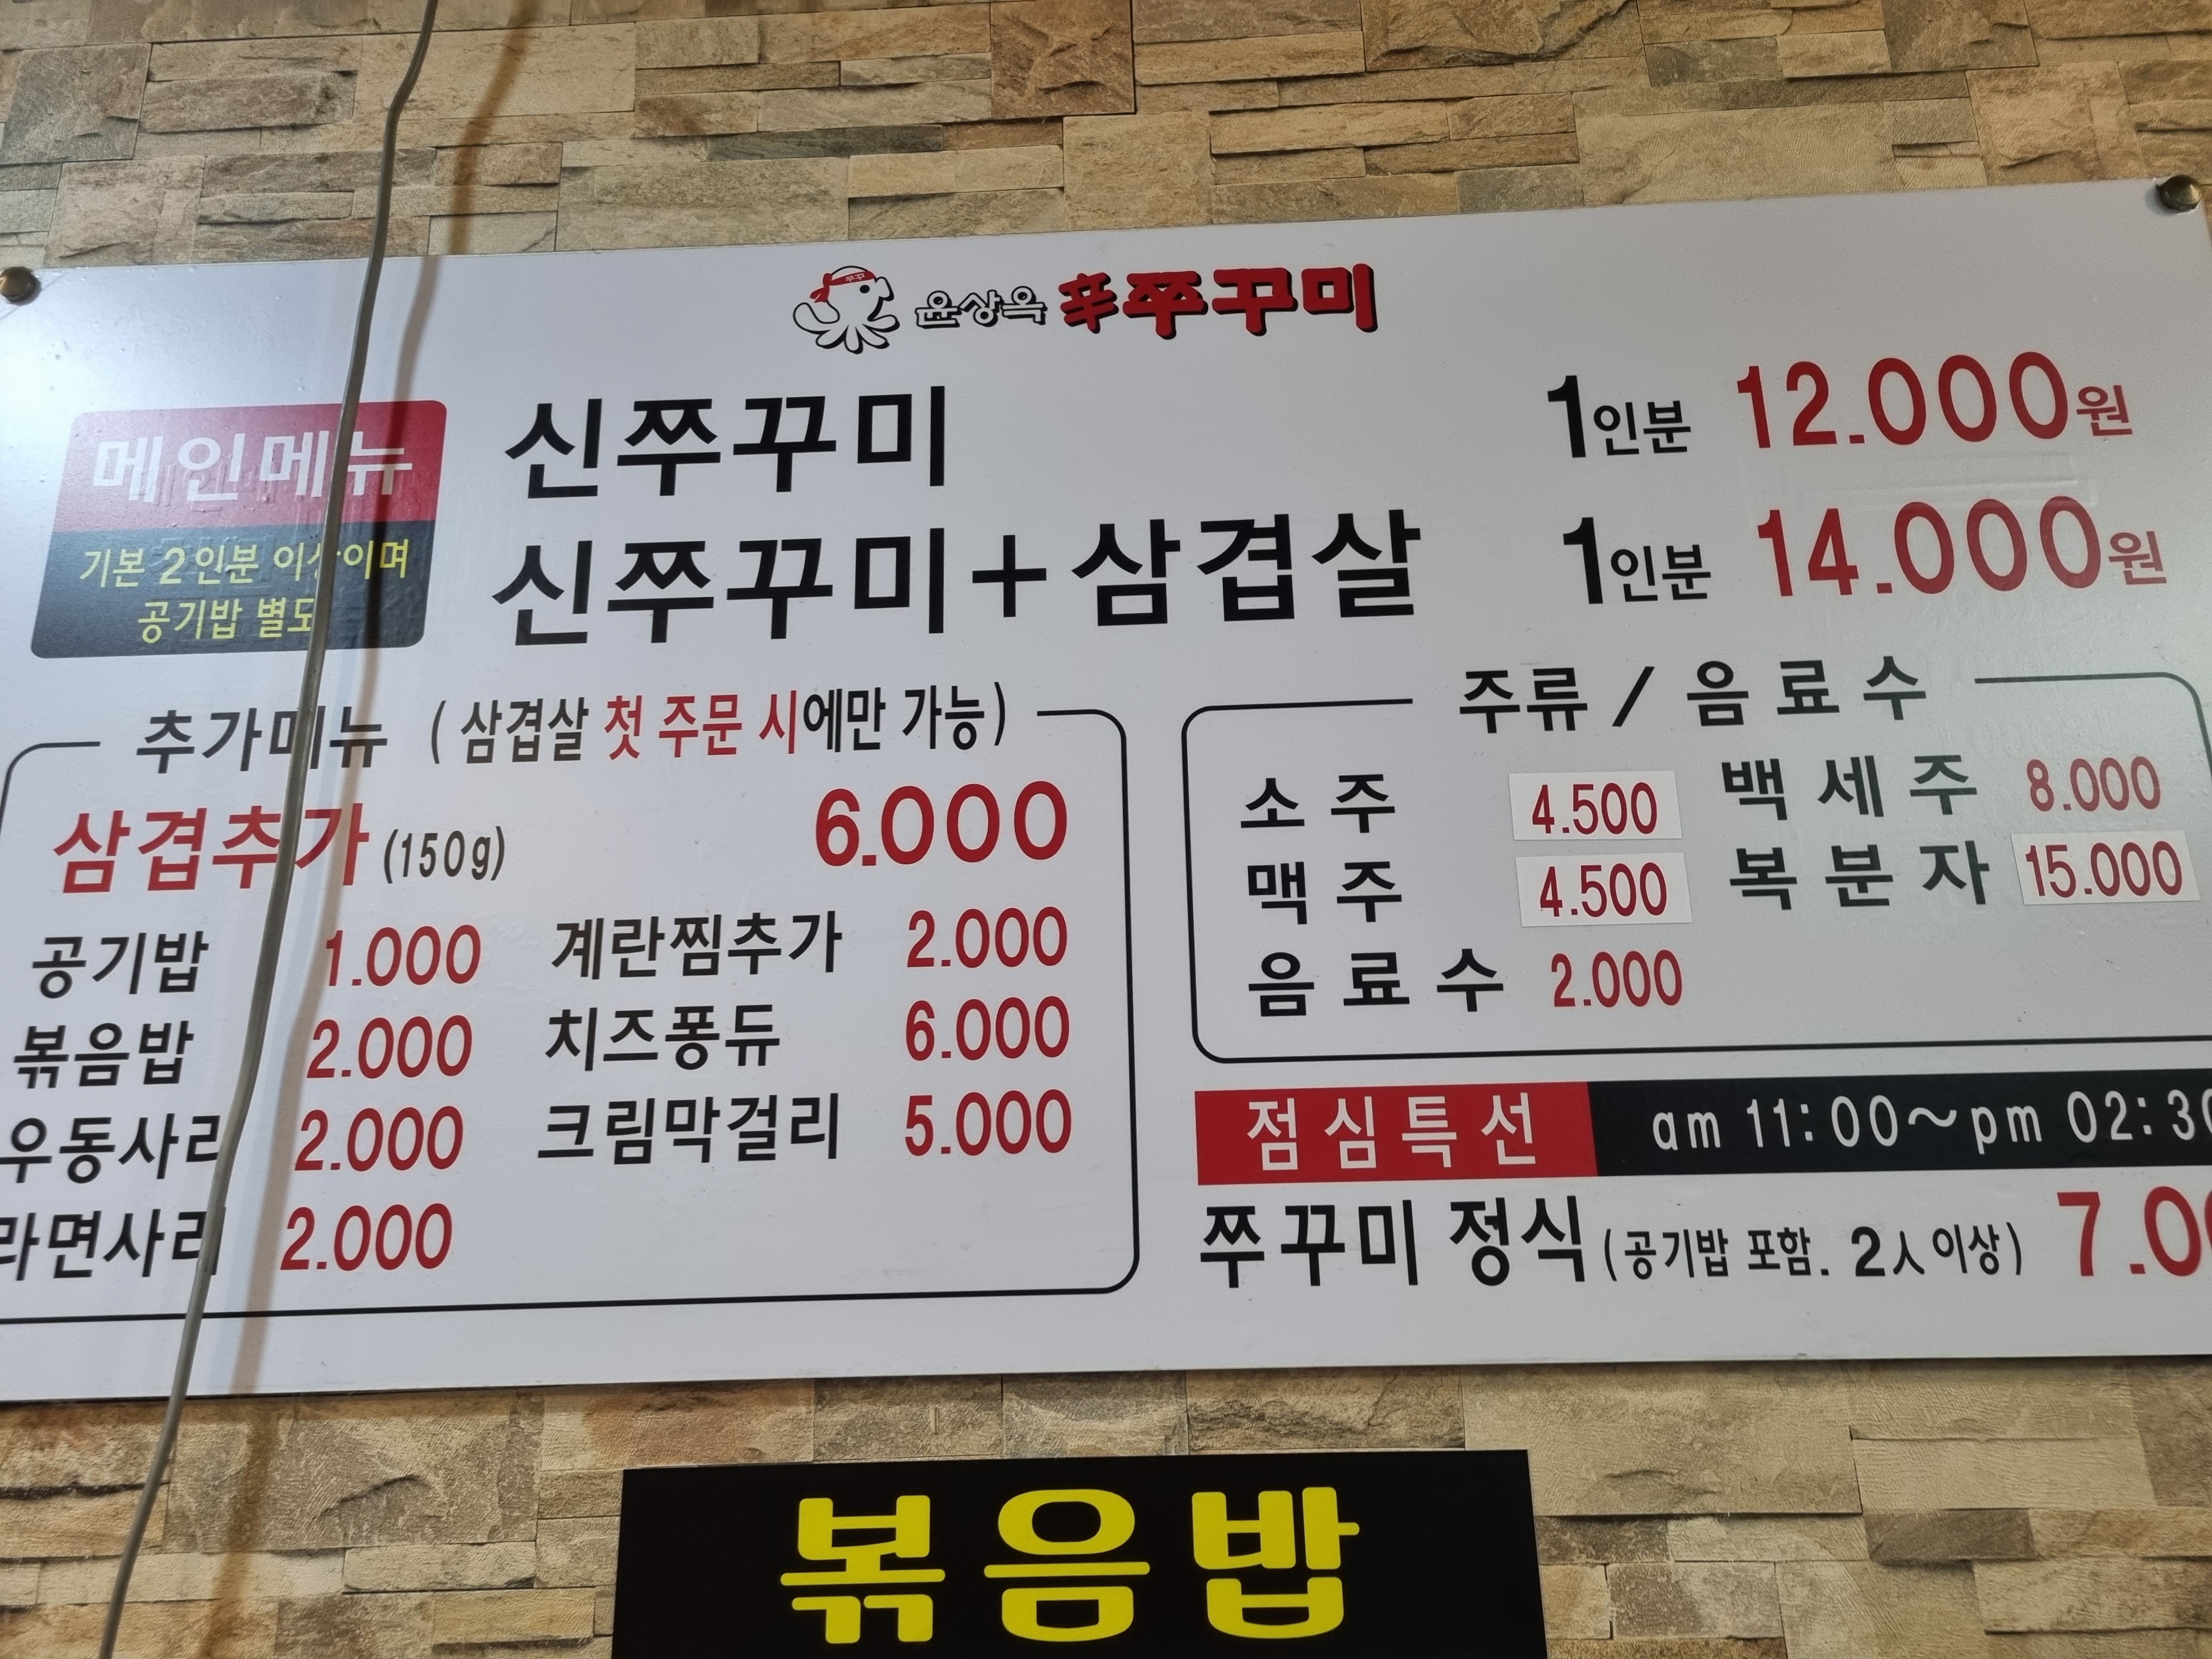 윤상옥 辛쭈꾸미
메인메뉴
기본 2인분 이상이며
공기밥 별도
신쭈꾸미 1인분 12.000원
신쭈꾸미+삼겹살 1인분 14.000원
추가메뉴 (삼겹살 첫 주문 시에만 가능)
삼겹추가 (150g) 6.000
공기밥 1.000 계란찜추가 2.000
볶음밥 2.000 치즈퐁듀 6.000
우동사리 2.000 크림막걸리 5.000
라면사리 2.000
주류 / 음료수
소주 4.500 백세주 8.000
맥주 4.500 복분자 15.000
음료수 2.000
점심특선 am 11:00~pm 02:30
쭈꾸미 정식 (공기밥 포함. 2人이상) 7.0
볶음밥